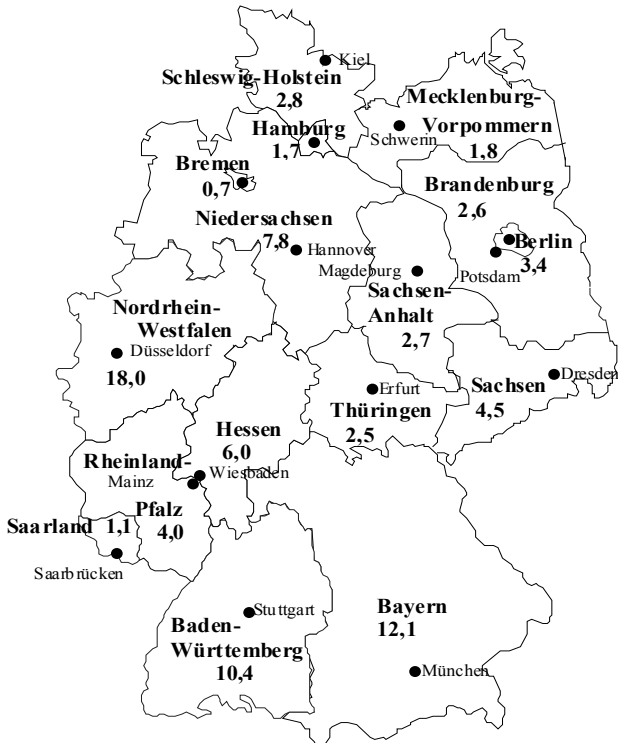 Kiel
Schleswig-Holstein
2,8
Mecklenburg-
Vorpommern
1,8
Schwerin
Hamburg
1,7
Bremen
0,7
Brandenburg
2,6
Niedersachsen
7,8
Hannover
Berlin
3,4
Potsdam
Magdeburg
Sachsen-
Anhalt
2,7
Nordrhein-
Westfalen
Düsseldorf
18,0
Dresden
Sachsen
4,5
Erfurt
Thüringen
2,5
Hessen
6,0
Wiesbaden
Rheinland-
Mainz
Pfalz
4,0
Saarland 1,1
Saarbrücken
Stuttgart
Baden-
Württemberg
10,4
Bayern
12,1
München